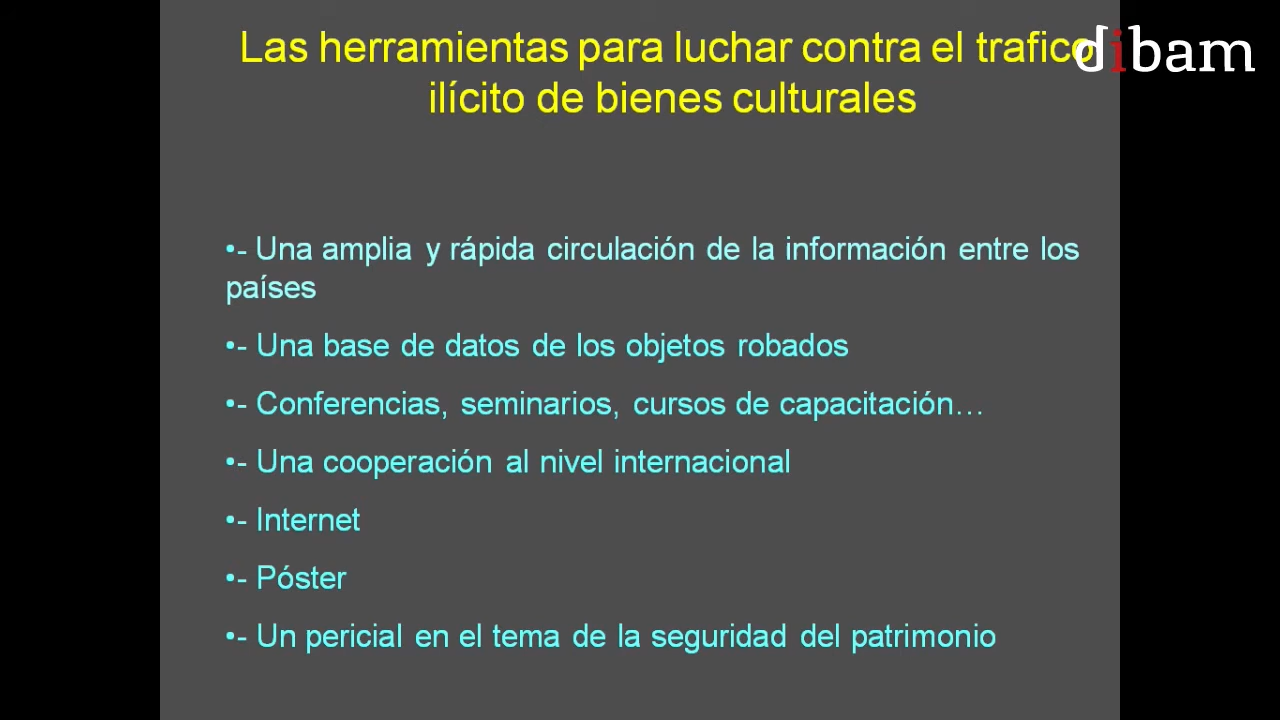 Las herramientas para luchar contra el trafico
dibam
ilícito de bienes culturales
•- Una amplia y rápida circulación de la información entre los
países
•- Una base de datos de los objetos robados
•- Conferencias, seminarios, cursos de capacitación…
•- Una cooperación al nivel internacional
•- Internet
•- Póster
•- Un pericial en el tema de la seguridad del patrimonio